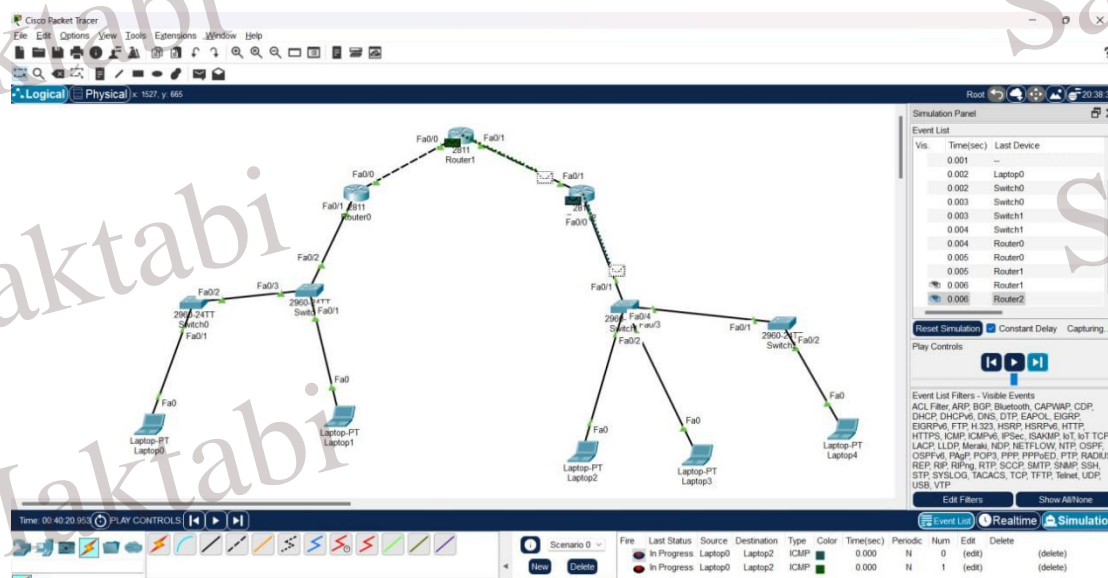 Cisco Packet Tracer
File Edit Options View Tools Extensions Window Help
Logical Physical x: 1527, y: 665 Root 20:38:3
Simulation Panel
Event List
Vis. Time(sec) Last Device
0.001 --
0.002 Laptop0
0.002 Switch0
0.003 Switch0
0.003 Switch1
0.004 Switch1
0.004 Router0
0.005 Router0
0.005 Router1
0.006 Router1
0.006 Router2
Reset Simulation Constant Delay Capturing...
Play Controls
Event List Filters - Visible Events
ACL Filter, ARP, BGP, Bluetooth, CAPWAP, CDP,
DHCP, DHCPv6, DNS, DTP, EAPOL, EIGRP,
EIGRPv6, FTP, H.323, HSRP, HSRPv6, HTTP,
HTTPS, ICMP, ICMPv6, IPSec, ISAKMP, IoT, IoT TCP,
LACP, LLDP, Meraki, NDP, NETFLOW, NTP, OSPF,
OSPFv6, PAgP, POP3, PPP, PPPoED, PTP, RADIUS
REP, RIP, RIPng, RTP, SCCP, SMTP, SNMP, SSH,
STP, SYSLOG, TACACS, TCP, TFTP, Telnet, UDP,
USB, VTP
Edit Filters Show All/None
Fa0/0 Fa0/1
2811
Router1
Fa0/0 Fa0/1
Fa0/1 2811
Router0
Fa0/0
Fa0/2
Fa0/2 Fa0/3
2960-24TT
Switch0
Fa0/1
Fa0/1
Fa0/1
Fa0/4
Fa0/3
Fa0/2
Fa0/1
Fa0/2
Fa0
Fa0
Fa0
Fa0
Fa0
Laptop-PT
Laptop0
Laptop-PT
Laptop1
Laptop-PT
Laptop2
Laptop-PT
Laptop3
Laptop-PT
Laptop4
Time: 00:40:20.953 PLAY CONTROLS:
Event List Realtime Simulatio
Scenario 0
New Delete
Fire Last Status Source Destination Type Color Time(sec) Periodic Num Edit Delete
In Progress Laptop0 Laptop2 ICMP 0.000 N 0 (edit) (delete)
In Progress Laptop0 Laptop2 ICMP 0.000 N 1 (edit) (delete)
Maktabi